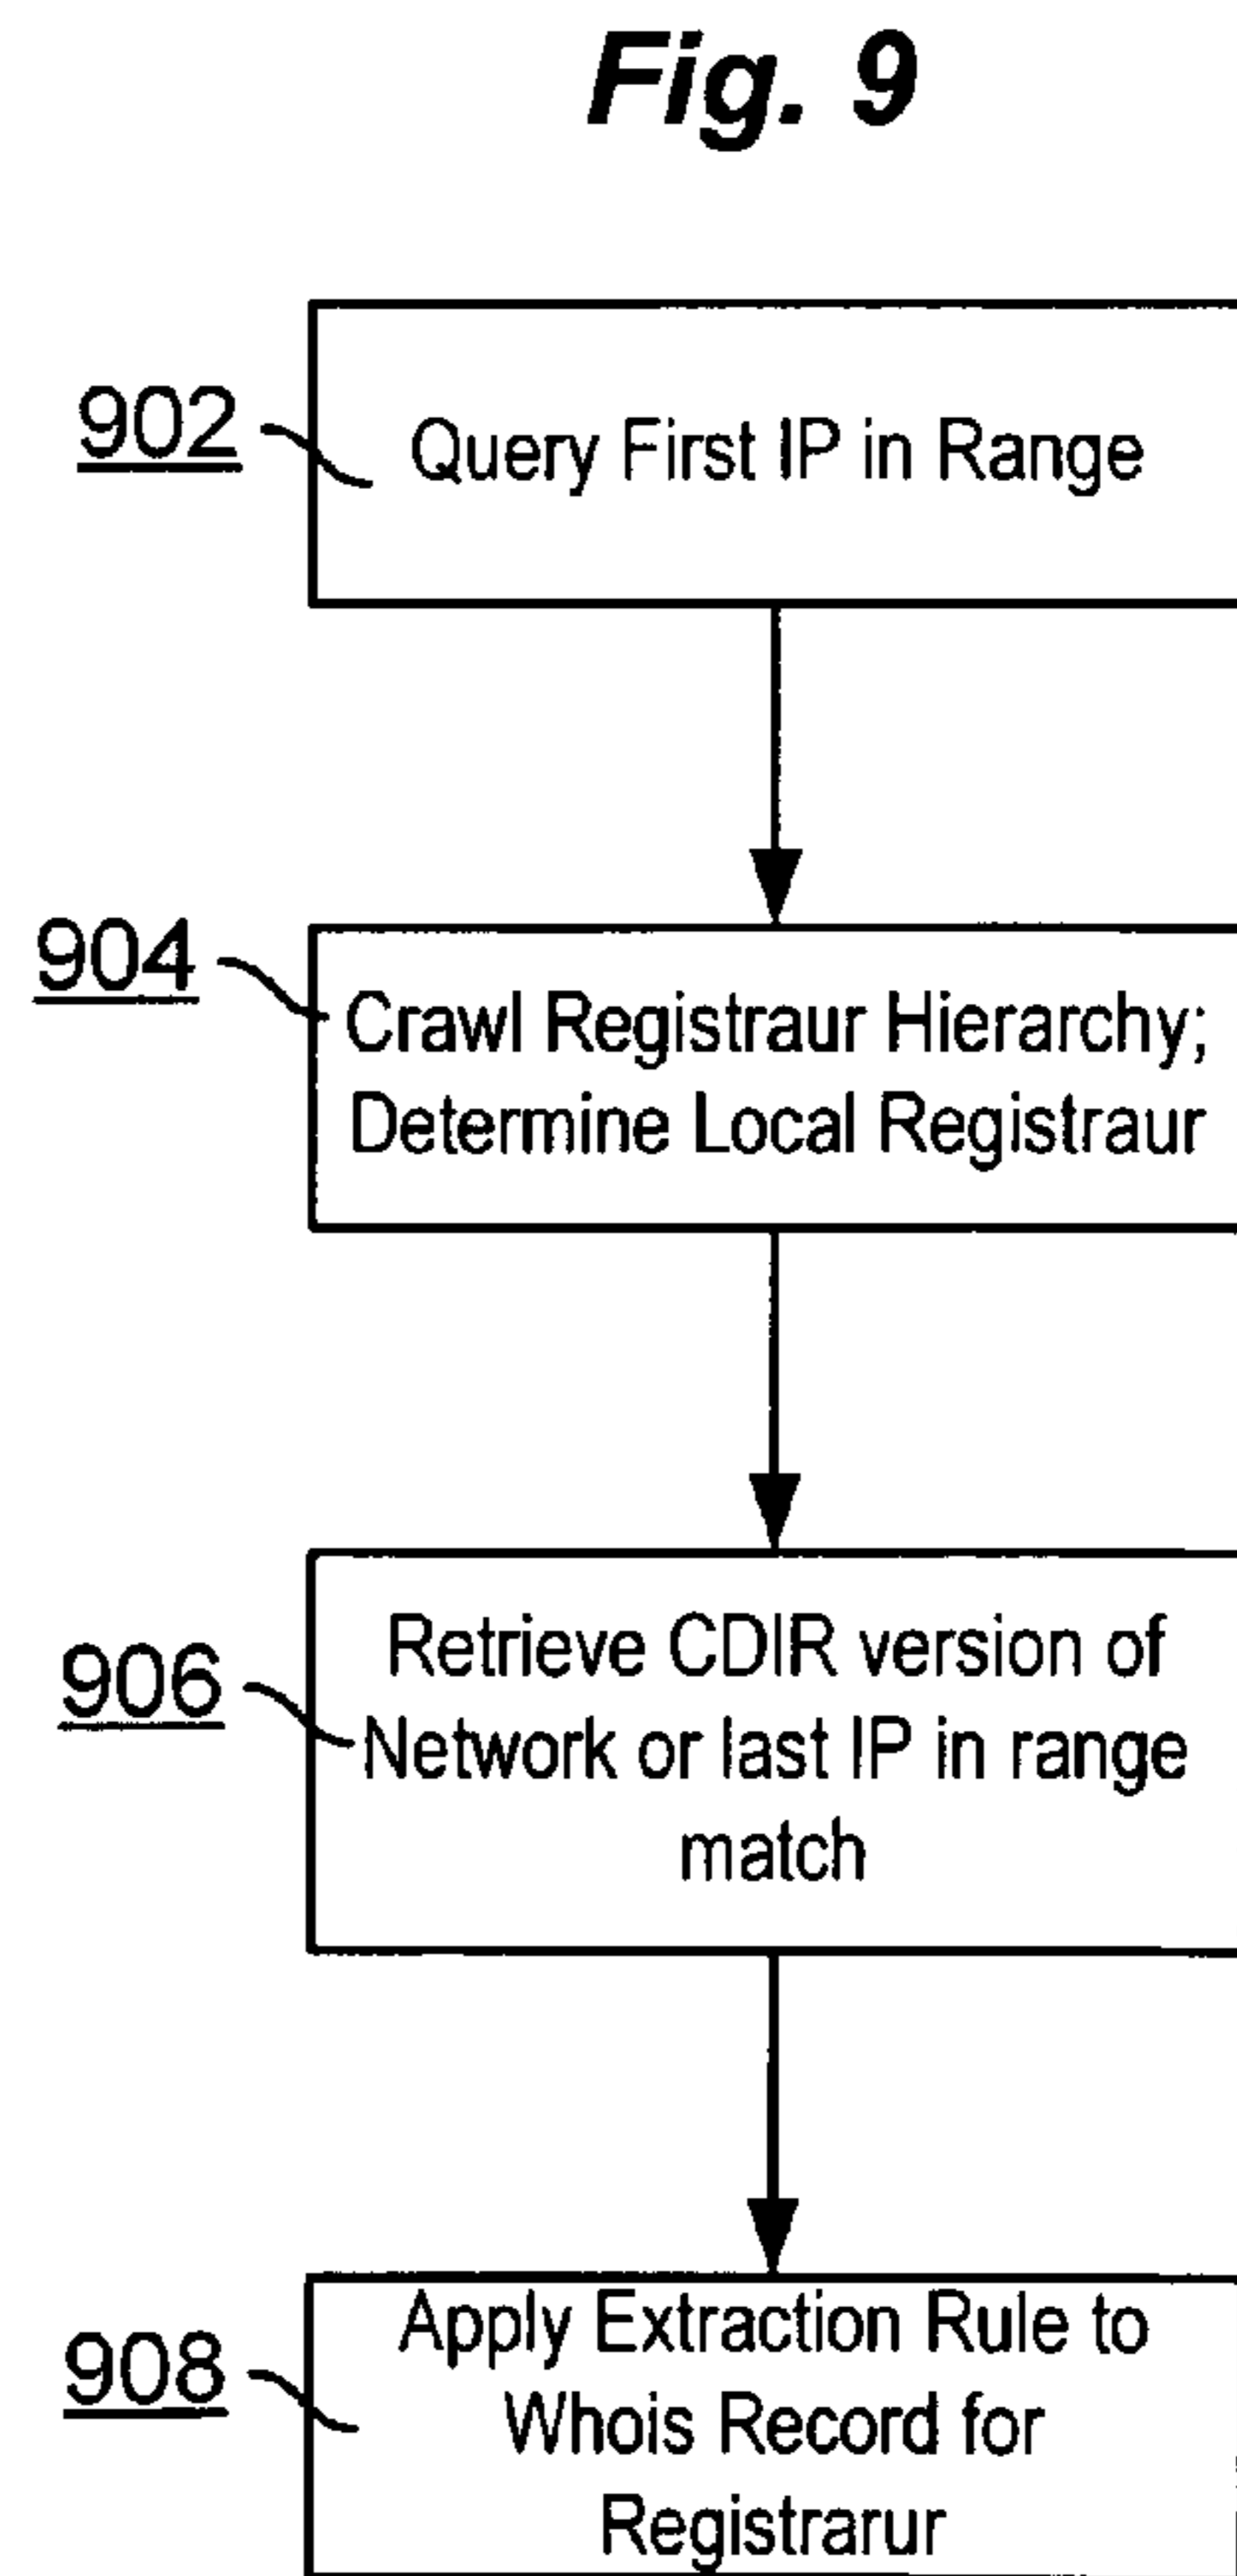 Fig. 9
902
Query First IP in Range
904
Crawl Registraur Hierarchy;
Determine Local Registraur
906
Retrieve CDIR version of
Network or last IP in range
match
908
Apply Extraction Rule to
Whois Record for
Registrarur